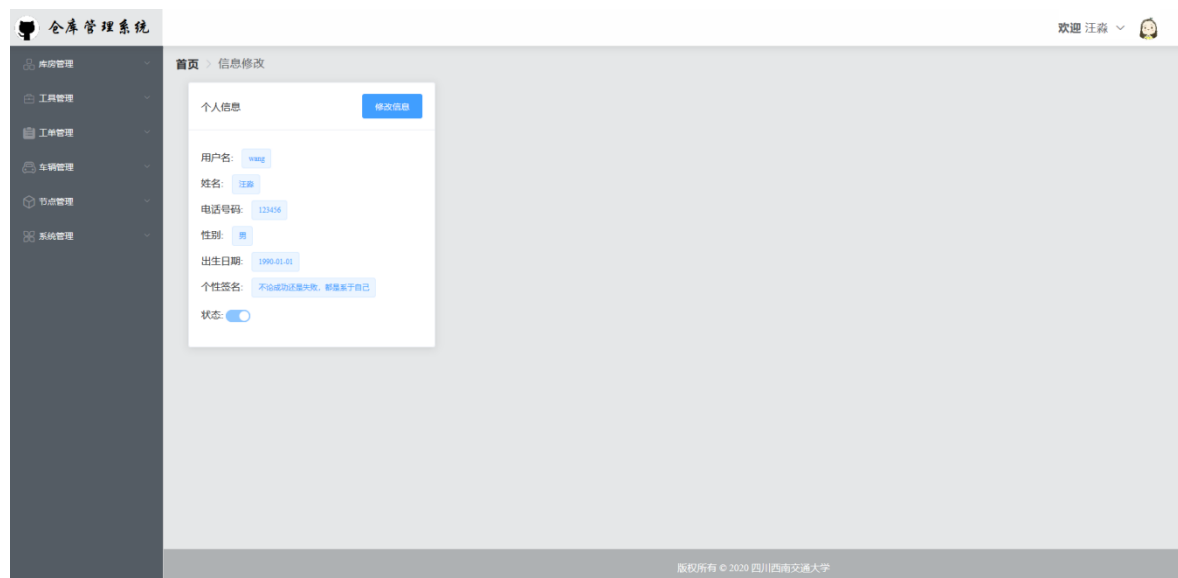 仓库管理系统
欢迎 汪淼
库房管理
工具管理
工单管理
车辆管理
节点管理
系统管理
首页 > 信息修改
个人信息
修改信息
用户名: wang
姓名: 汪淼
电话号码: 123456
性别: 男
出生日期: 1990-01-01
个性签名: 不论成功还是失败，都是系于自己
状态:
版权所有 © 2020 四川西南交通大学